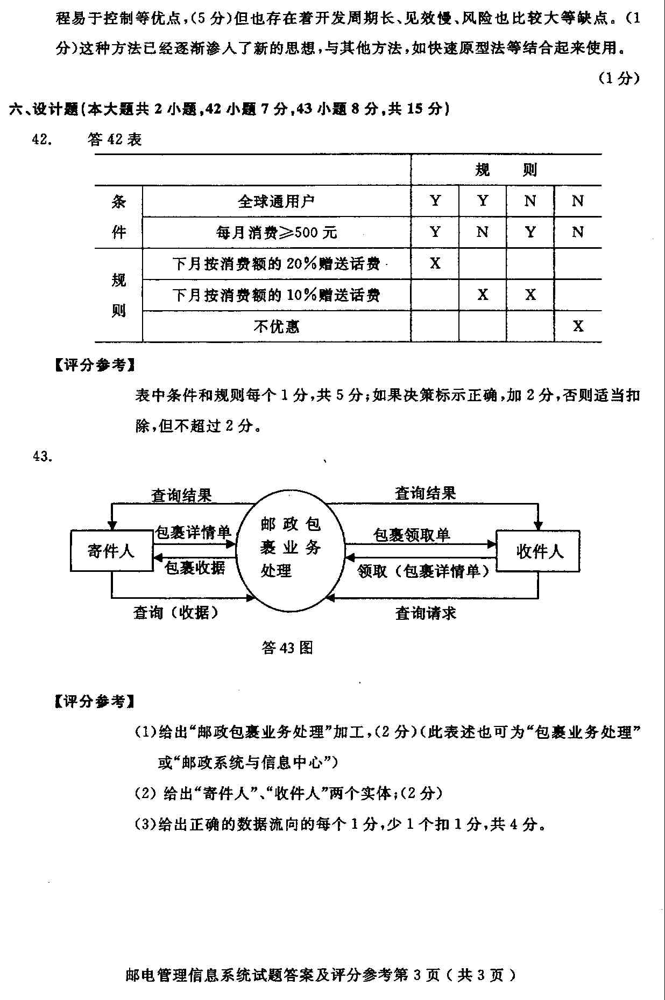 程易于控制等优点,(5 分)但也存在着开发周期长、见效慢、风险也比较大等缺点。(1
分)这种方法已经逐渐渗入了新的思想,与其他方法,如快速原型法等结合起来使用。
(1 分)
六、设计题(本大题共 2 小题,42 小题 7 分,43 小题 8 分,共 15 分)
42. 答 42 表
规 则
条件 全球通用户 Y Y N N
每月消费≥500 元 Y N Y N
规则 下月按消费额的 20%赠送话费 X
下月按消费额的 10%赠送话费 X X
不优惠 X
【评分参考】
表中条件和规则每个 1 分,共 5 分;如果决策标示正确,加 2 分,否则适当扣
除,但不超过 2 分。
43.
查询结果 查询结果
包裹详情单 邮政包裹业务处理 包裹领取单
寄件人 收件人
包裹收据 领取(包裹详情单)
查询(收据) 查询请求
答 43 图
【评分参考】
(1)给出“邮政包裹业务处理”加工,(2 分)(此表述也可为“包裹业务处理”
或“邮政系统与信息中心”)
(2) 给出“寄件人”、“收件人”两个实体;(2 分)
(3)给出正确的数据流向的每个 1 分,少 1 个扣 1 分,共 4 分。
邮电管理信息系统试题答案及评分参考第 3 页 ( 共 3 页 )